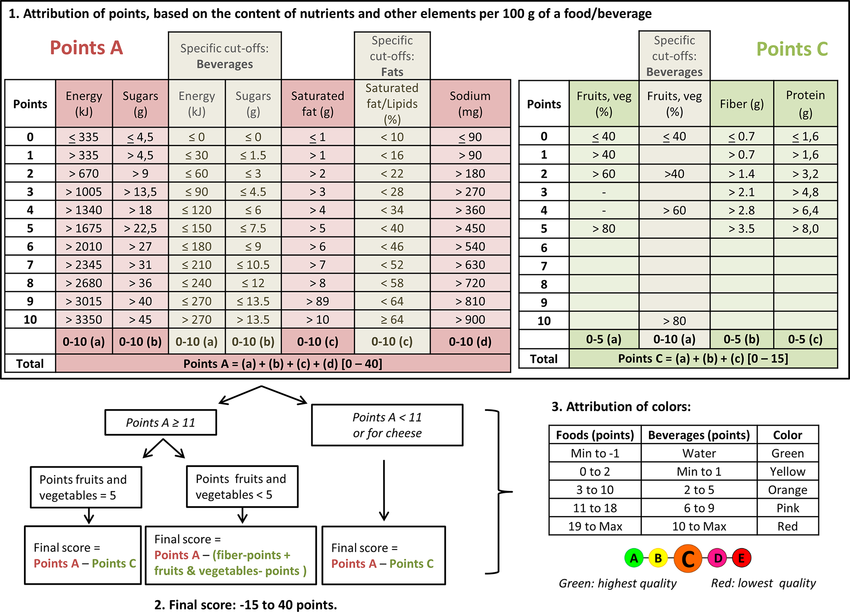 1. Attribution of points, based on the content of nutrients and other elements per 100 g of a food/beverage
Points A
Specific cut-offs:
Beverages
Specific
cut-offs:
Fats
Specific
cut-offs:
Beverages
Points C
Points | Energy (kJ) | Sugars (g) | Energy (kJ) | Sugars (g) | Saturated fat (g) | Saturated fat/Lipids (%) | Sodium (mg)
0 | ≤ 335 | ≤ 4,5 | ≤ 0 | ≤ 0 | ≤ 1 | < 10 | ≤ 90
1 | > 335 | > 4,5 | ≤ 30 | ≤ 1.5 | > 1 | < 16 | > 90
2 | > 670 | > 9 | ≤ 60 | ≤ 3 | > 2 | < 22 | > 180
3 | > 1005 | > 13,5 | ≤ 90 | ≤ 4.5 | > 3 | < 28 | > 270
4 | > 1340 | > 18 | ≤ 120 | ≤ 6 | > 4 | < 34 | > 360
5 | > 1675 | > 22,5 | ≤ 150 | ≤ 7.5 | > 5 | < 40 | > 450
6 | > 2010 | > 27 | ≤ 180 | ≤ 9 | > 6 | < 46 | > 540
7 | > 2345 | > 31 | ≤ 210 | ≤ 10.5 | > 7 | < 52 | > 630
8 | > 2680 | > 36 | ≤ 240 | ≤ 12 | > 8 | < 58 | > 720
9 | > 3015 | > 40 | ≤ 270 | ≤ 13.5 | > 89 | < 64 | > 810
10 | > 3350 | > 45 | > 270 | > 13.5 | > 10 | ≥ 64 | > 900
0-10 (a) | 0-10 (b) | 0-10 (a) | 0-10 (b) | 0-10 (c) | 0-10 (c) | 0-10 (d)
Total | Points A = (a) + (b) + (c) + (d) [0 – 40]
Points | Fruits, veg (%) | Fruits, veg (%) | Fiber (g) | Protein (g)
0 | ≤ 40 | ≤ 40 | ≤ 0.7 | ≤ 1,6
1 | > 40 | | > 0.7 | > 1,6
2 | > 60 | >40 | > 1.4 | > 3,2
3 | - | | > 2.1 | > 4,8
4 | - | > 60 | > 2.8 | > 6,4
5 | > 80 | | > 3.5 | > 8,0
6
7
8
9
10 | | > 80
0-5 (a) | 0-10 (a) | 0-5 (b) | 0-5 (c)
Total | Points C = (a) + (b) + (c) [0 – 15]
Points A ≥ 11
Points A < 11
or for cheese
Points fruits and
vegetables = 5
Points fruits and
vegetables < 5
Final score =
Points A – Points C
Final score =
Points A – (fiber-points +
fruits & vegetables- points )
Final score =
Points A – Points C
2. Final score: -15 to 40 points.
3. Attribution of colors:
Foods (points) | Beverages (points) | Color
Min to -1 | Water | Green
0 to 2 | Min to 1 | Yellow
3 to 10 | 2 to 5 | Orange
11 to 18 | 6 to 9 | Pink
19 to Max | 10 to Max | Red
A B C D E
Green: highest quality Red: lowest quality